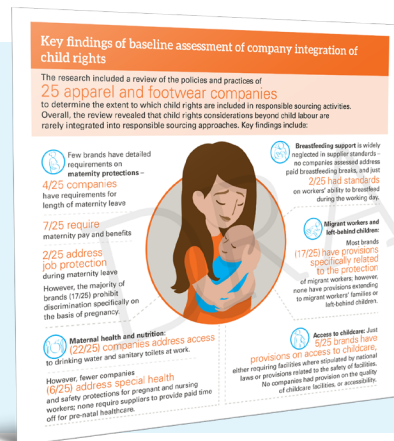 Key findings of baseline assessment of company integration of
child rights
The research included a review of the policies and practices of
25 apparel and footwear companies
to determine the extent to which child rights are included in responsible sourcing activities.
Overall, the review revealed that child rights considerations beyond child labour are
rarely integrated into responsible sourcing approaches. Key findings include:
Few brands have detailed
requirements on
maternity protections –
4/25 companies
have requirements for
length of maternity leave
7/25 require
maternity pay and benefits
2/25 address
job protection
during maternity leave
However, the majority of
brands (17/25) prohibit
discrimination specifically on
the basis of pregnancy.
Maternal health and nutrition:
(22/25) companies address access
to drinking water and sanitary toilets at work.
However, fewer companies
(6/25) address special health
and safety protections for pregnant and nursing
workers; none require suppliers to provide paid time
off for pre-natal healthcare.
Breastfeeding support is widely
neglected in supplier standards –
no companies assessed address
paid breastfeeding breaks, and just
2/25 had standards
on workers' ability to breastfeed
during the working day.
Migrant workers and
left-behind children:
Most brands
(17/25) have provisions
specifically related
to the protection
of migrant workers; however,
none have provisions extending
to migrant workers' families or
left-behind children.
Access to childcare: Just
5/25 brands have
provisions on access to childcare,
either requiring facilities where stipulated by national
laws or provisions related to the safety of facilities.
No companies had provision on the quality
of childcare facilities, or accessibility.